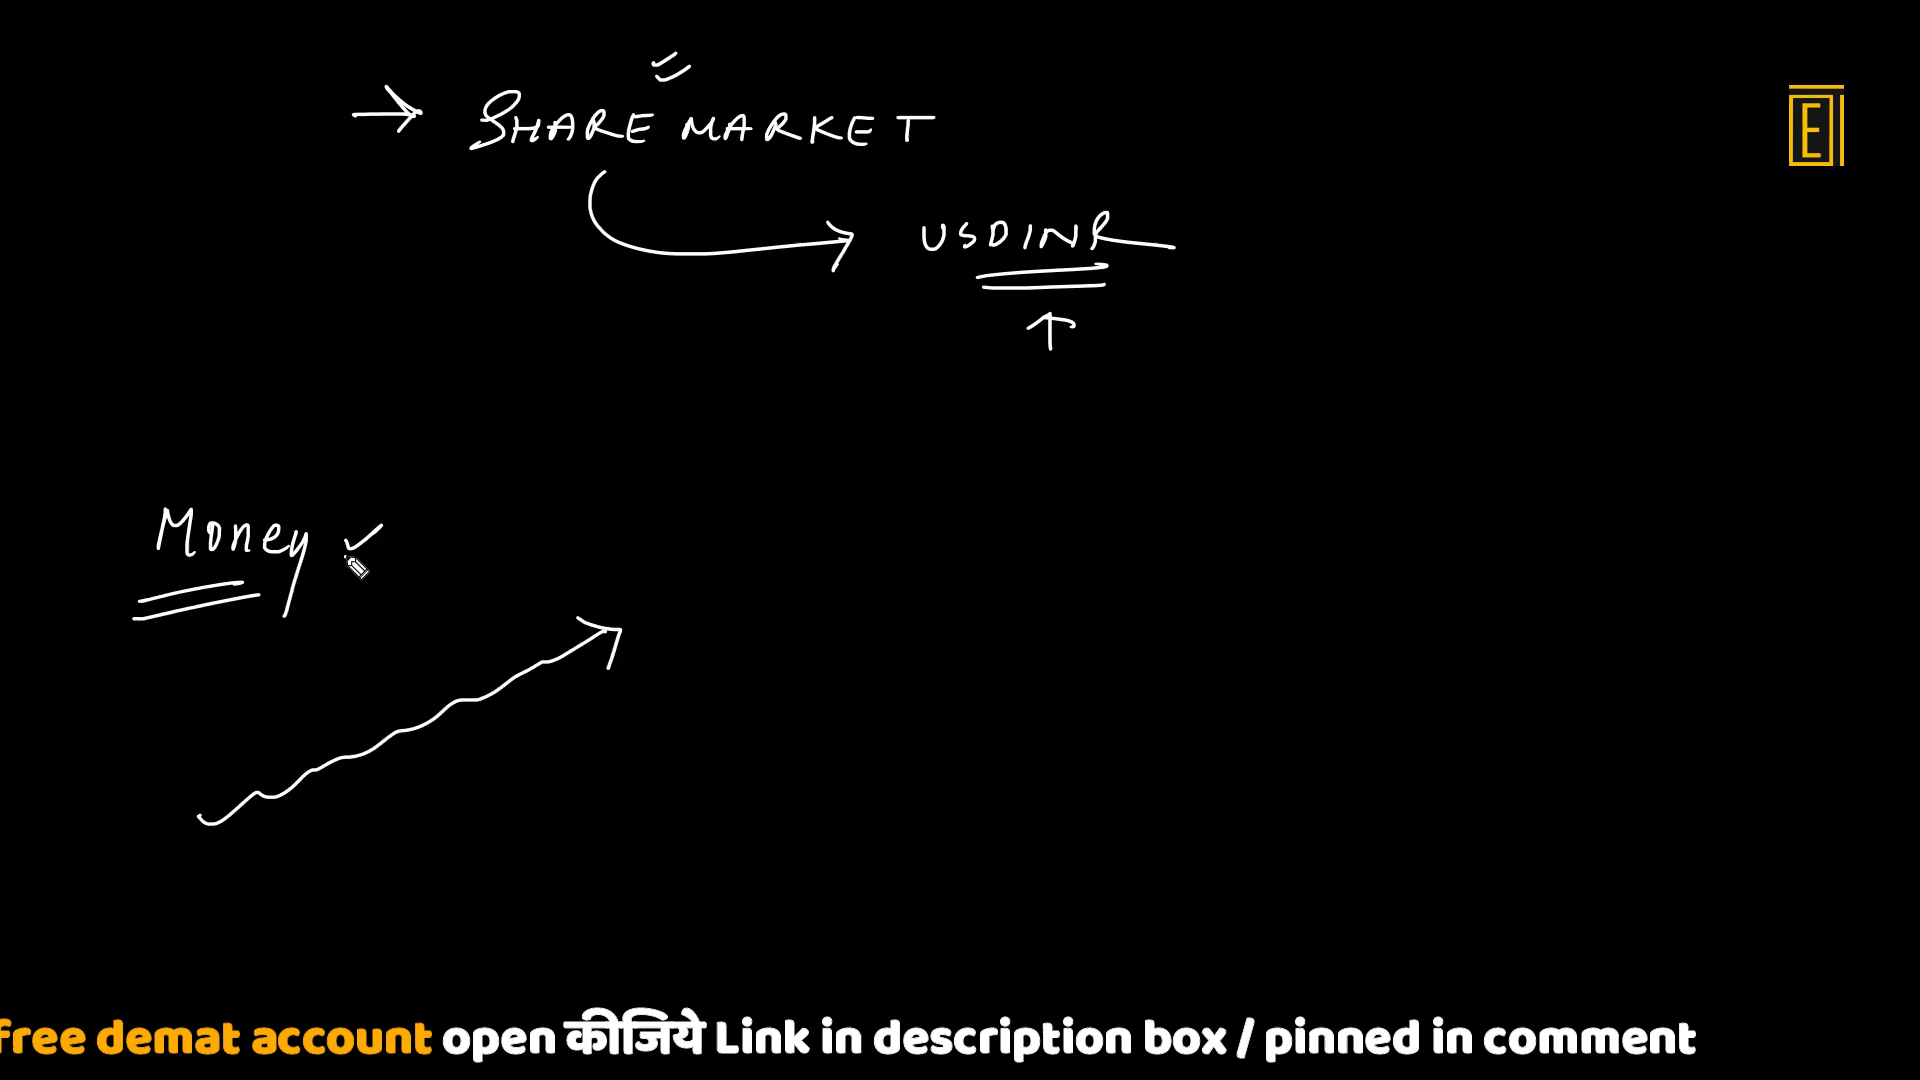 → SHARE MARKET
USDINR
↑
Money ✓
E
free demat account open कीजिये Link in description box / pinned in comment